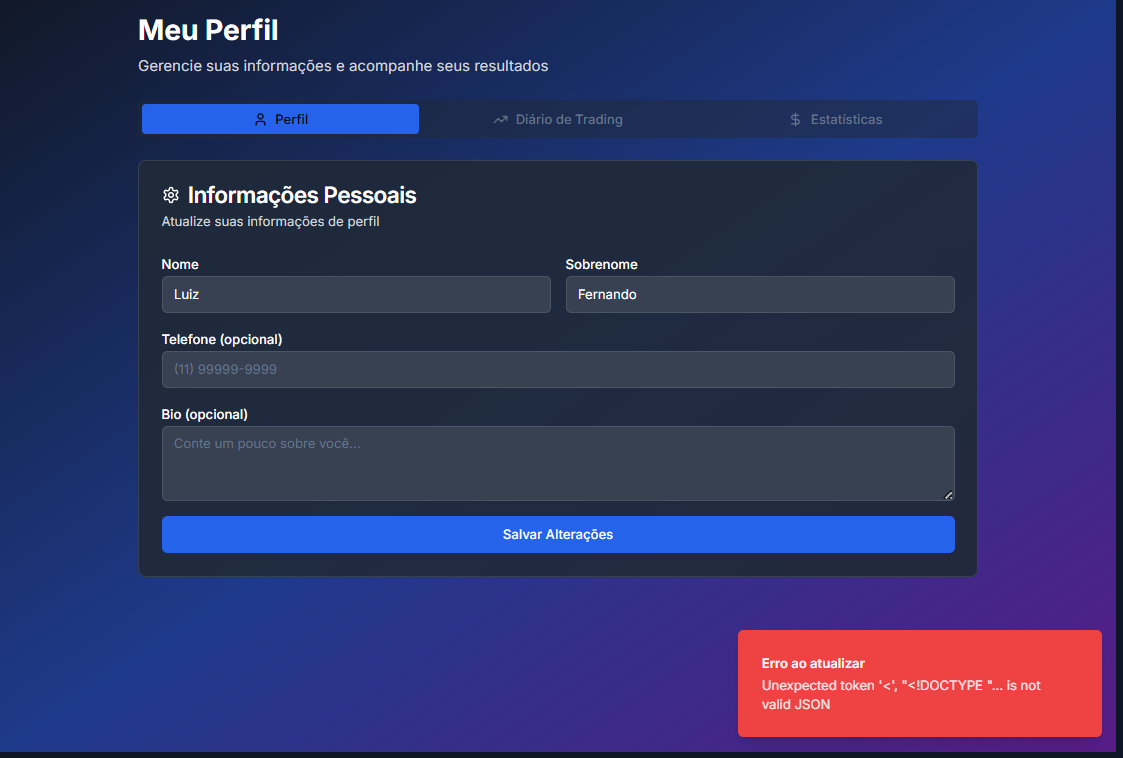 Meu Perfil
Gerencie suas informações e acompanhe seus resultados
Perfil
Diário de Trading
Estatísticas
Informações Pessoais
Atualize suas informações de perfil
Nome
Sobrenome
Luiz
Fernando
Telefone (opcional)
(11) 99999-9999
Bio (opcional)
Conte um pouco sobre você...
Salvar Alterações
Erro ao atualizar
Unexpected token '<', "<!DOCTYPE "... is not
valid JSON